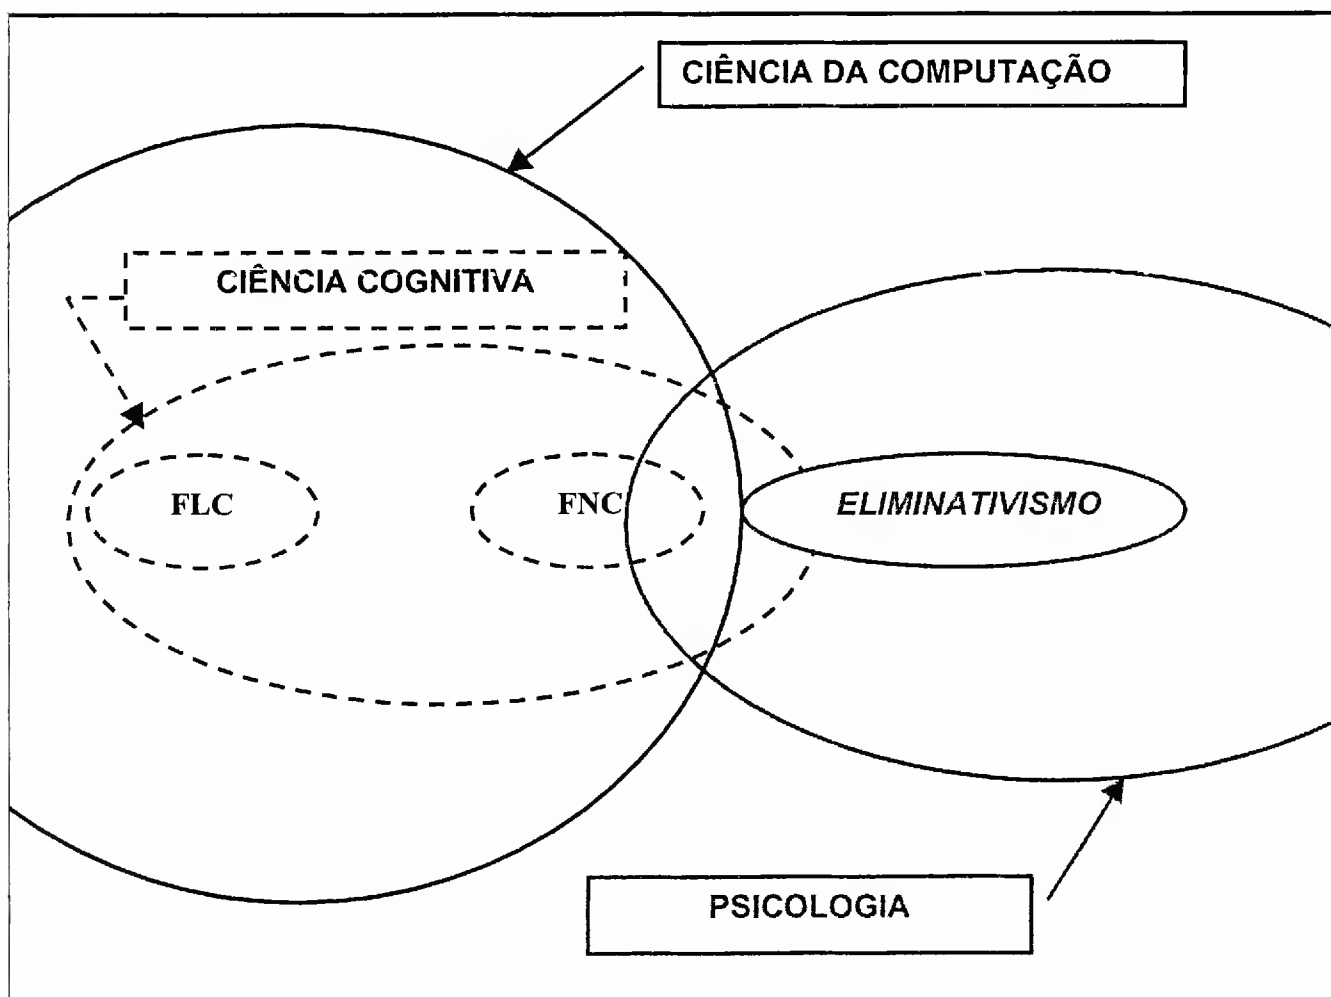 CIÊNCIA DA COMPUTAÇÃO
CIÊNCIA COGNITIVA
FLC
FNC
ELIMINATIVISMO
PSICOLOGIA